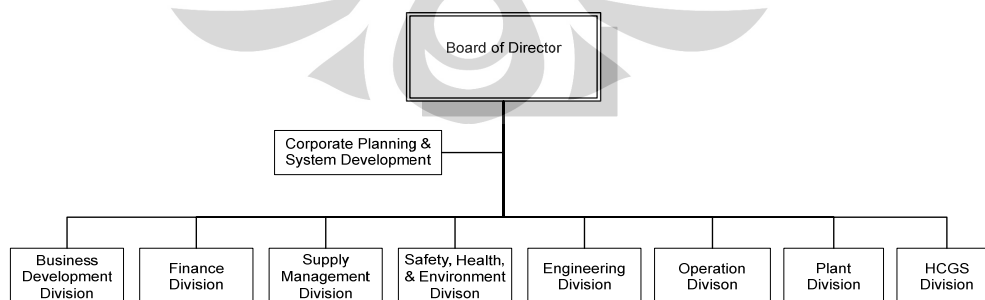 Board of Director
Corporate Planning &
System Development
Business
Development
Division
Finance
Division
Supply
Management
Division
Safety, Health,
& Environment
Divison
Engineering
Division
Operation
Divison
Plant
Division
HCGS
Division